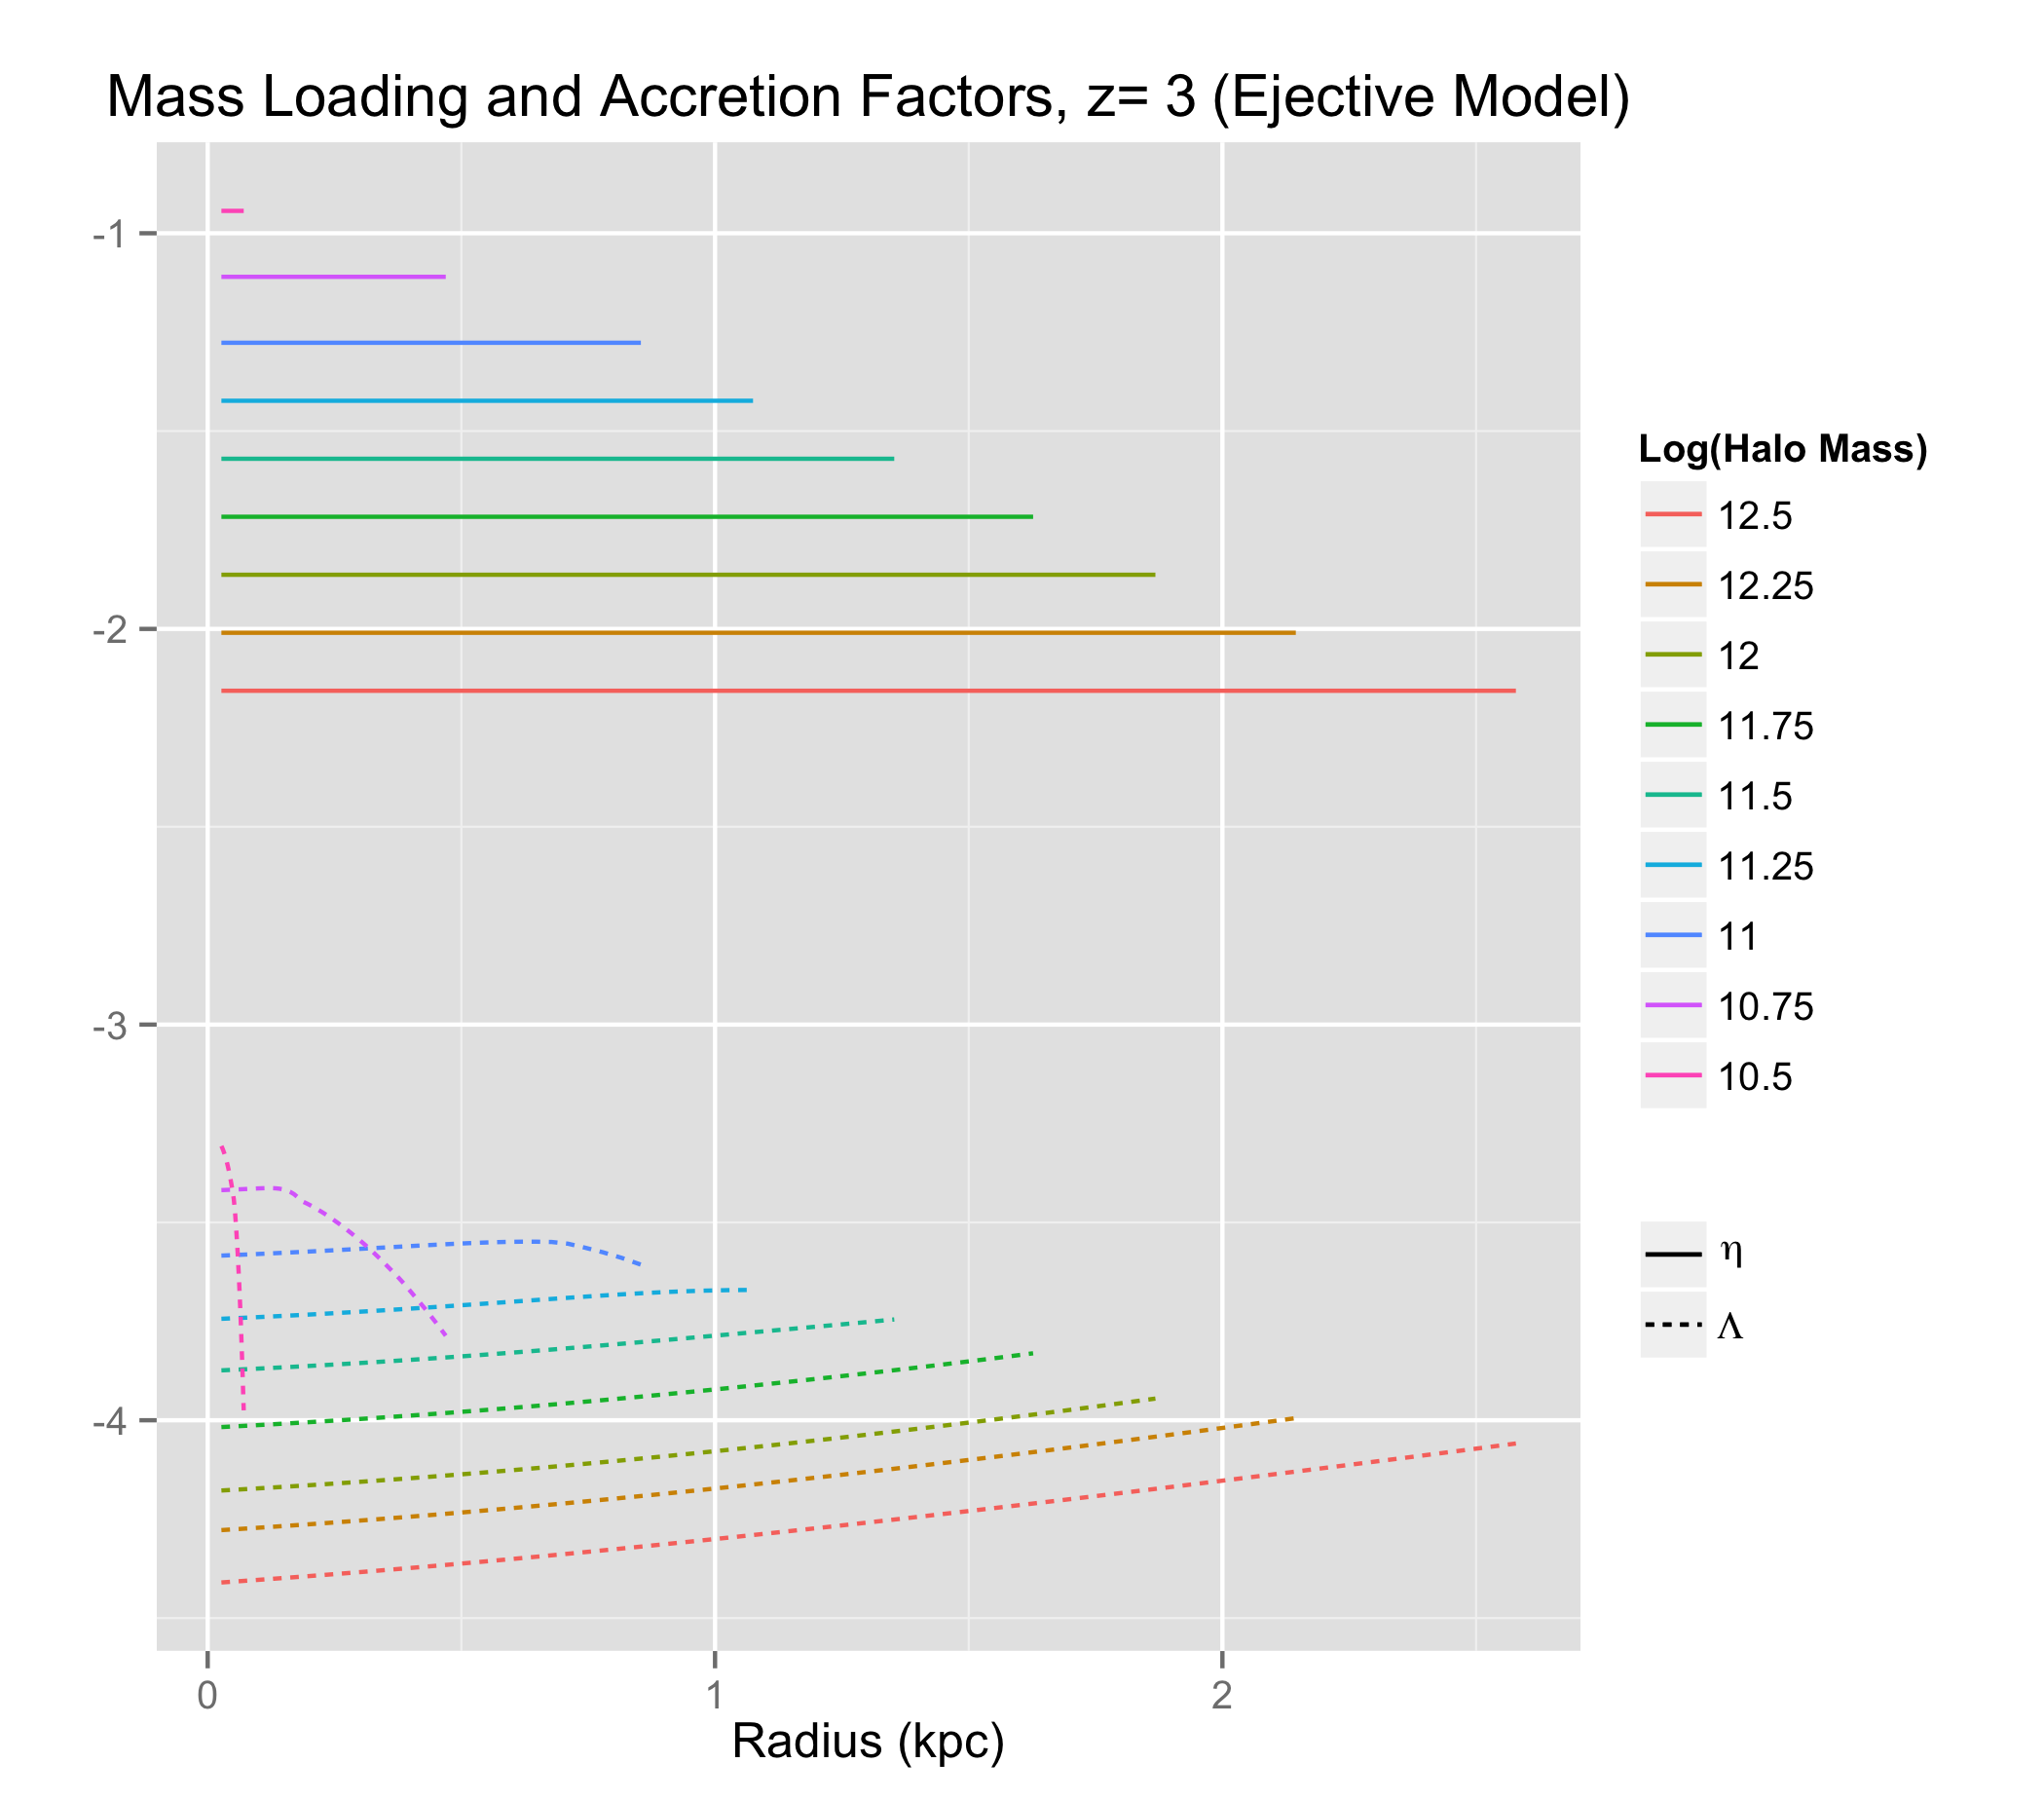 Mass Loading and Accretion Factors, z= 3 (Ejective Model)
-1
-2
-3
-4
0 1 2
Radius (kpc)
Log(Halo Mass)
12.5
12.25
12
11.75
11.5
11.25
11
10.75
10.5
η
Λ